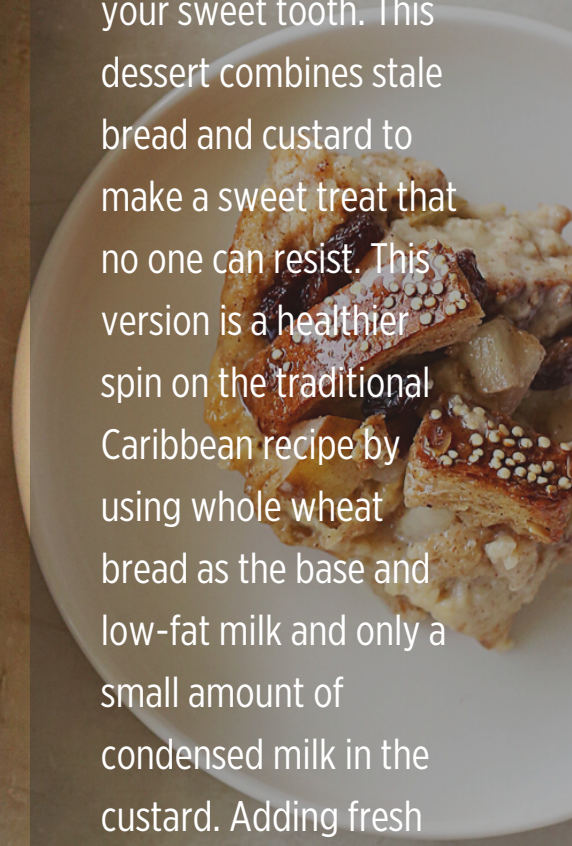 your sweet tooth. This
dessert combines stale
bread and custard to
make a sweet treat that
no one can resist. This
version is a healthier
spin on the traditional
Caribbean recipe by
using whole wheat
bread as the base and
low-fat milk and only a
small amount of
condensed milk in the
custard. Adding fresh